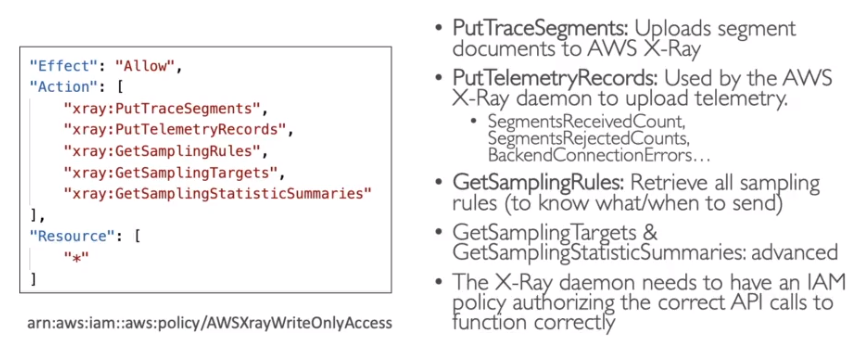 "Effect": "Allow",
"Action": [
"xray:PutTraceSegments",
"xray:PutTelemetryRecords",
"xray:GetSamplingRules",
"xray:GetSamplingTargets",
"xray:GetSamplingStatisticSummaries"
],
"Resource": [
"*"
]
arn:aws:iam::aws:policy/AWSXrayWriteOnlyAccess
• PutTraceSegments: Uploads segment
documents to AWS X-Ray
• PutTelemetryRecords: Used by the AWS
X-Ray daemon to upload telemetry.
• SegmentsReceivedCount,
SegmentsRejectedCounts,
BackendConnectionErrors…
• GetSamplingRules: Retrieve all sampling
rules (to know what/when to send)
• GetSamplingTargets &
GetSamplingStatisticSummaries: advanced
• The X-Ray daemon needs to have an IAM
policy authorizing the correct API calls to
function correctly